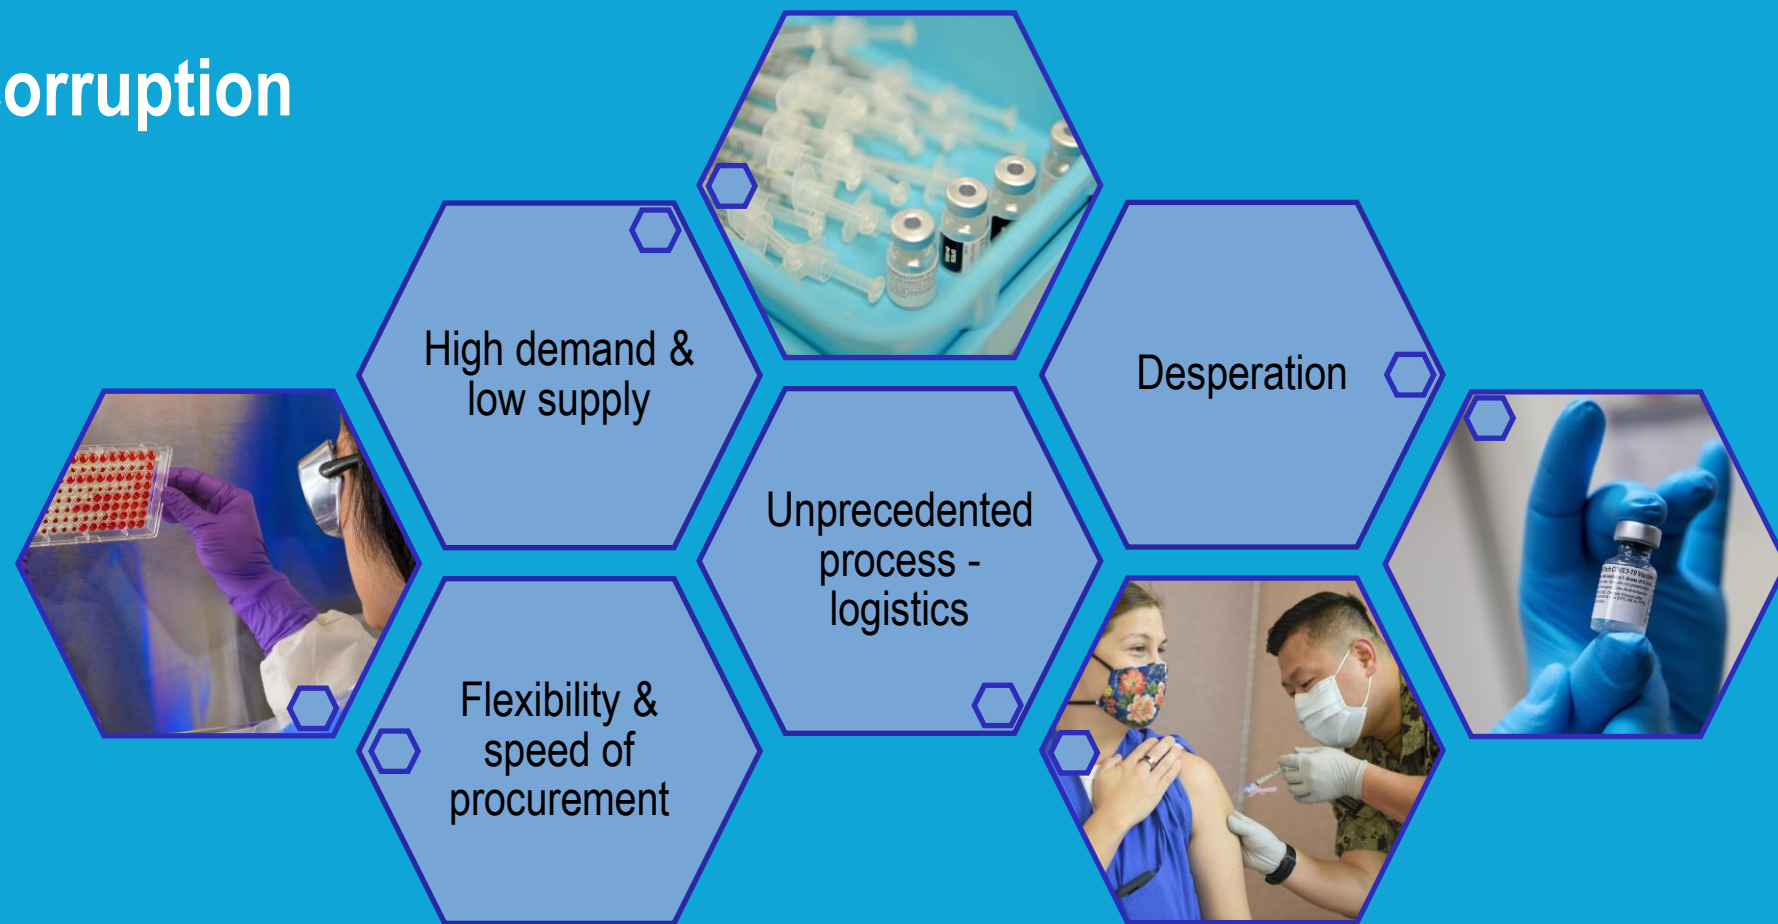 orruption
High demand &
low supply
Desperation
Unprecedented
process -
logistics
Flexibility &
speed of
procurement